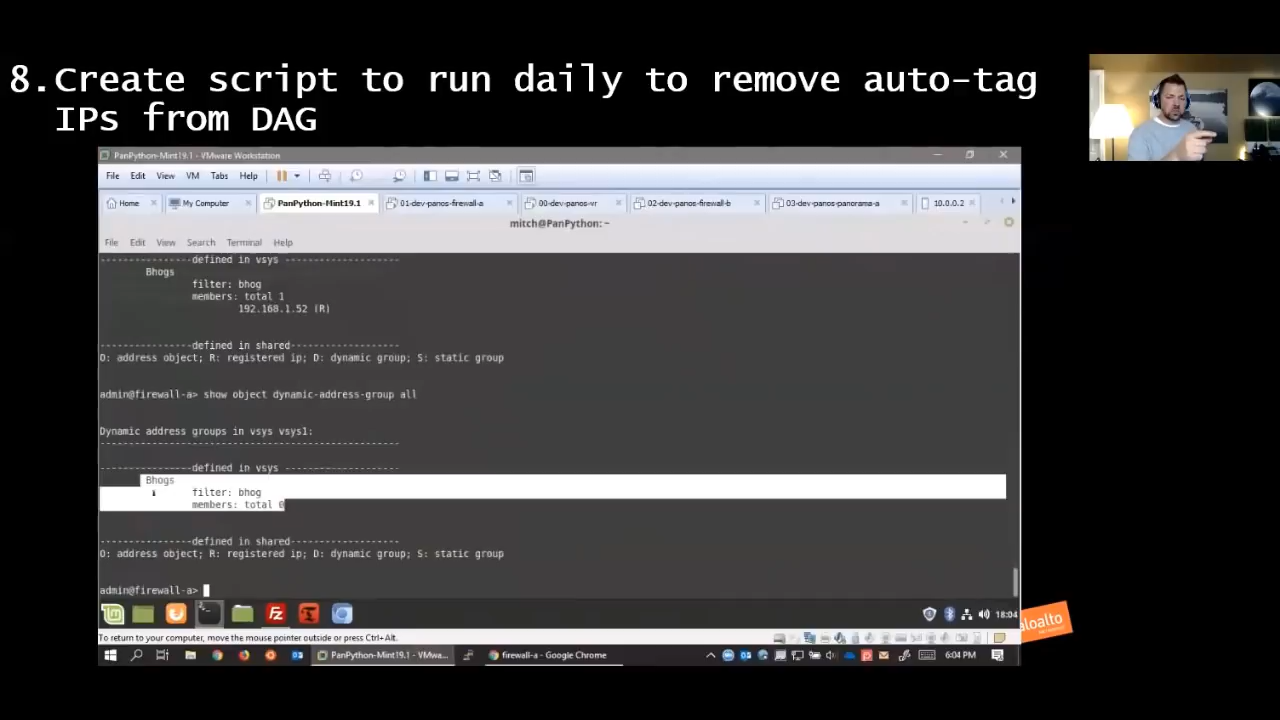 8.Create script to run daily to remove auto-tag
IPs from DAG
PanPython-Mint19.1 - VMware Workstation
File Edit View VM Tabs Help
Home My Computer PanPython-Mint19.1 01-dev-panos-firewall-a 00-dev-panos-vr 02-dev-panos-firewall-b 03-dev-panos-panorama-a 10.0.0.2
mitch@PanPython: ~
File Edit View Search Terminal Help
------------------defined in vsys ------------------
Bhogs
filter: bhog
members: total 1
192.168.1.52 (R)
------------------defined in shared------------------
O: address object; R: registered ip; D: dynamic group; S: static group
admin@firewall-a> show object dynamic-address-group all
Dynamic address groups in vsys vsys1:
----------------------------------------------------
------------------defined in vsys ------------------
Bhogs
filter: bhog
members: total 0
------------------defined in shared------------------
O: address object; R: registered ip; D: dynamic group; S: static group
admin@firewall-a>
18:04
aloalto
To return to your computer, move the mouse pointer outside or press Ctrl+Alt.
PanPython-Mint19.1 - VMwa... firewall-a - Google Chrome 6:04 PM